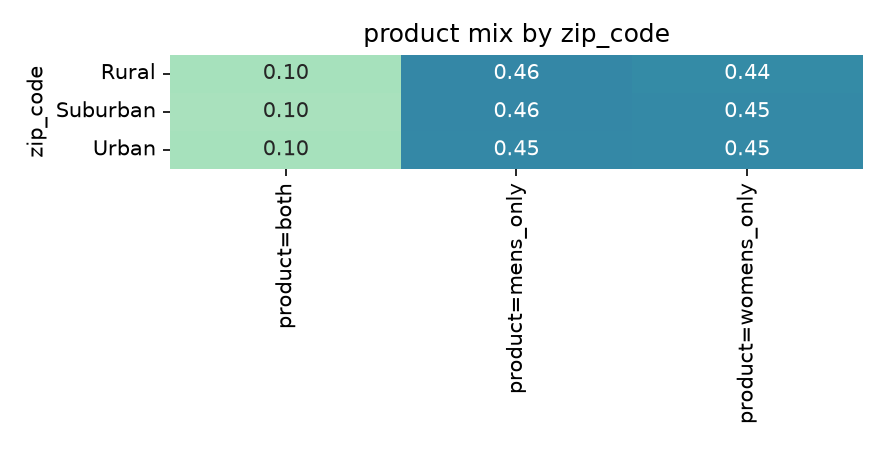 product mix by zip_code
zip_code
Rural 0.10 0.46 0.44
Suburban 0.10 0.46 0.45
Urban 0.10 0.45 0.45
product=both
product=mens_only
product=womens_only